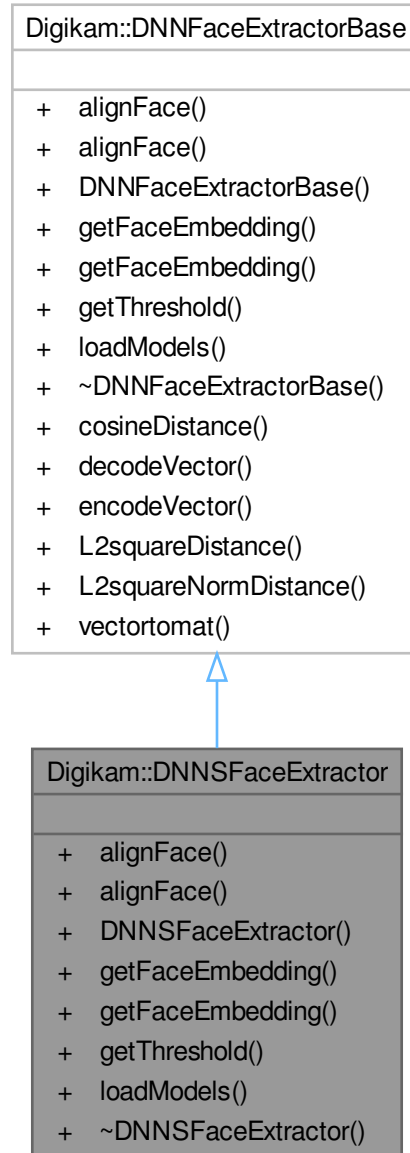 Digikam::DNNFaceExtractorBase
+ alignFace()
+ alignFace()
+ DNNFaceExtractorBase()
+ getFaceEmbedding()
+ getFaceEmbedding()
+ getThreshold()
+ loadModels()
+ ~DNNFaceExtractorBase()
+ cosineDistance()
+ decodeVector()
+ encodeVector()
+ L2squareDistance()
+ L2squareNormDistance()
+ vectortomat()
Digikam::DNNSFaceExtractor
+ alignFace()
+ alignFace()
+ DNNSFaceExtractor()
+ getFaceEmbedding()
+ getFaceEmbedding()
+ getThreshold()
+ loadModels()
+ ~DNNSFaceExtractor()